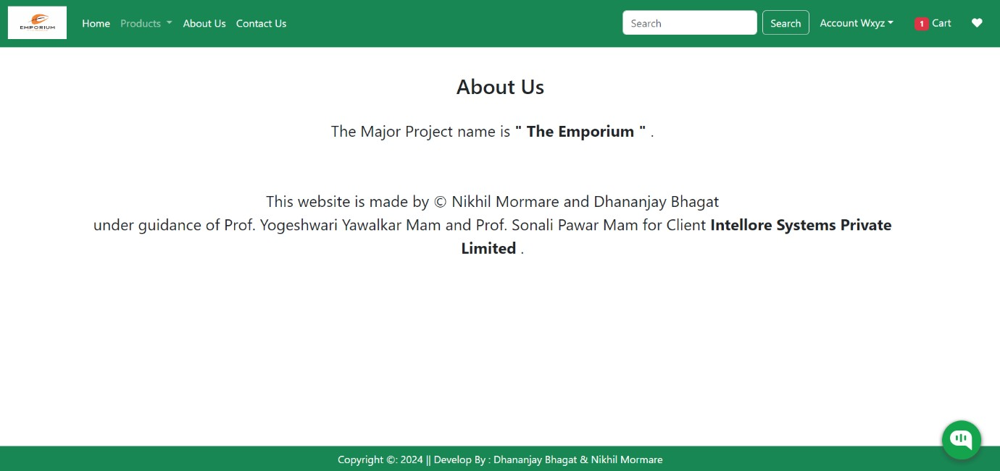 EMPORIUM
Home Products About Us Contact Us Search Search Account Wxyz 1 Cart
About Us
The Major Project name is " The Emporium " .
This website is made by © Nikhil Mormare and Dhananjay Bhagat
under guidance of Prof. Yogeshwari Yawalkar Mam and Prof. Sonali Pawar Mam for Client Intellore Systems Private
Limited .
Copyright ©: 2024 || Develop By : Dhananjay Bhagat & Nikhil Mormare